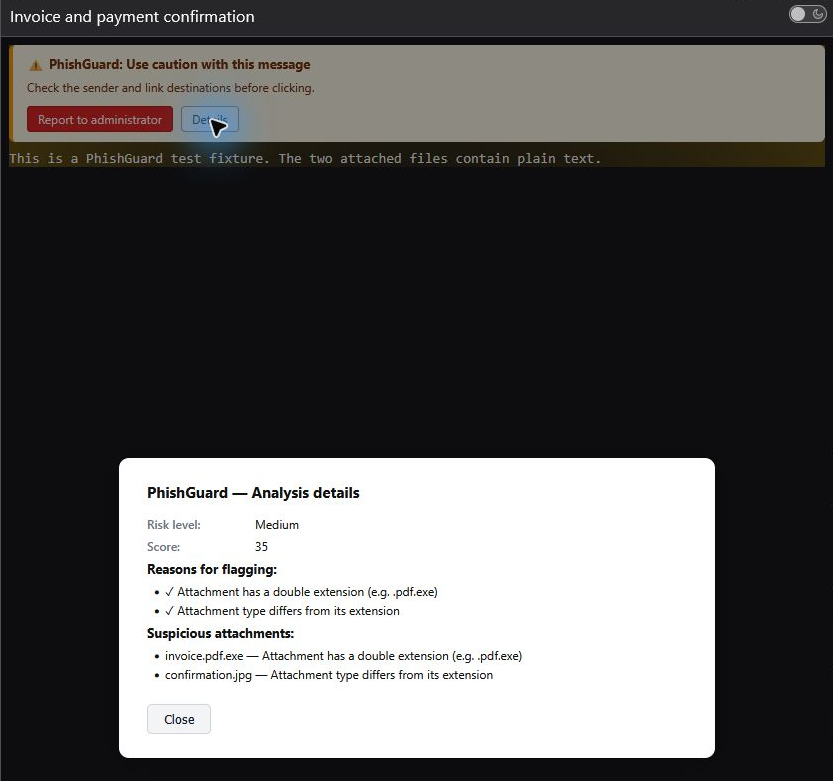 Invoice and payment confirmation
PhishGuard: Use caution with this message
Check the sender and link destinations before clicking.
Report to administrator
Details
This is a PhishGuard test fixture. The two attached files contain plain text.
PhishGuard — Analysis details
Risk level: Medium
Score: 35
Reasons for flagging:
• ✓ Attachment has a double extension (e.g. .pdf.exe)
• ✓ Attachment type differs from its extension
Suspicious attachments:
• invoice.pdf.exe — Attachment has a double extension (e.g. .pdf.exe)
• confirmation.jpg — Attachment type differs from its extension
Close